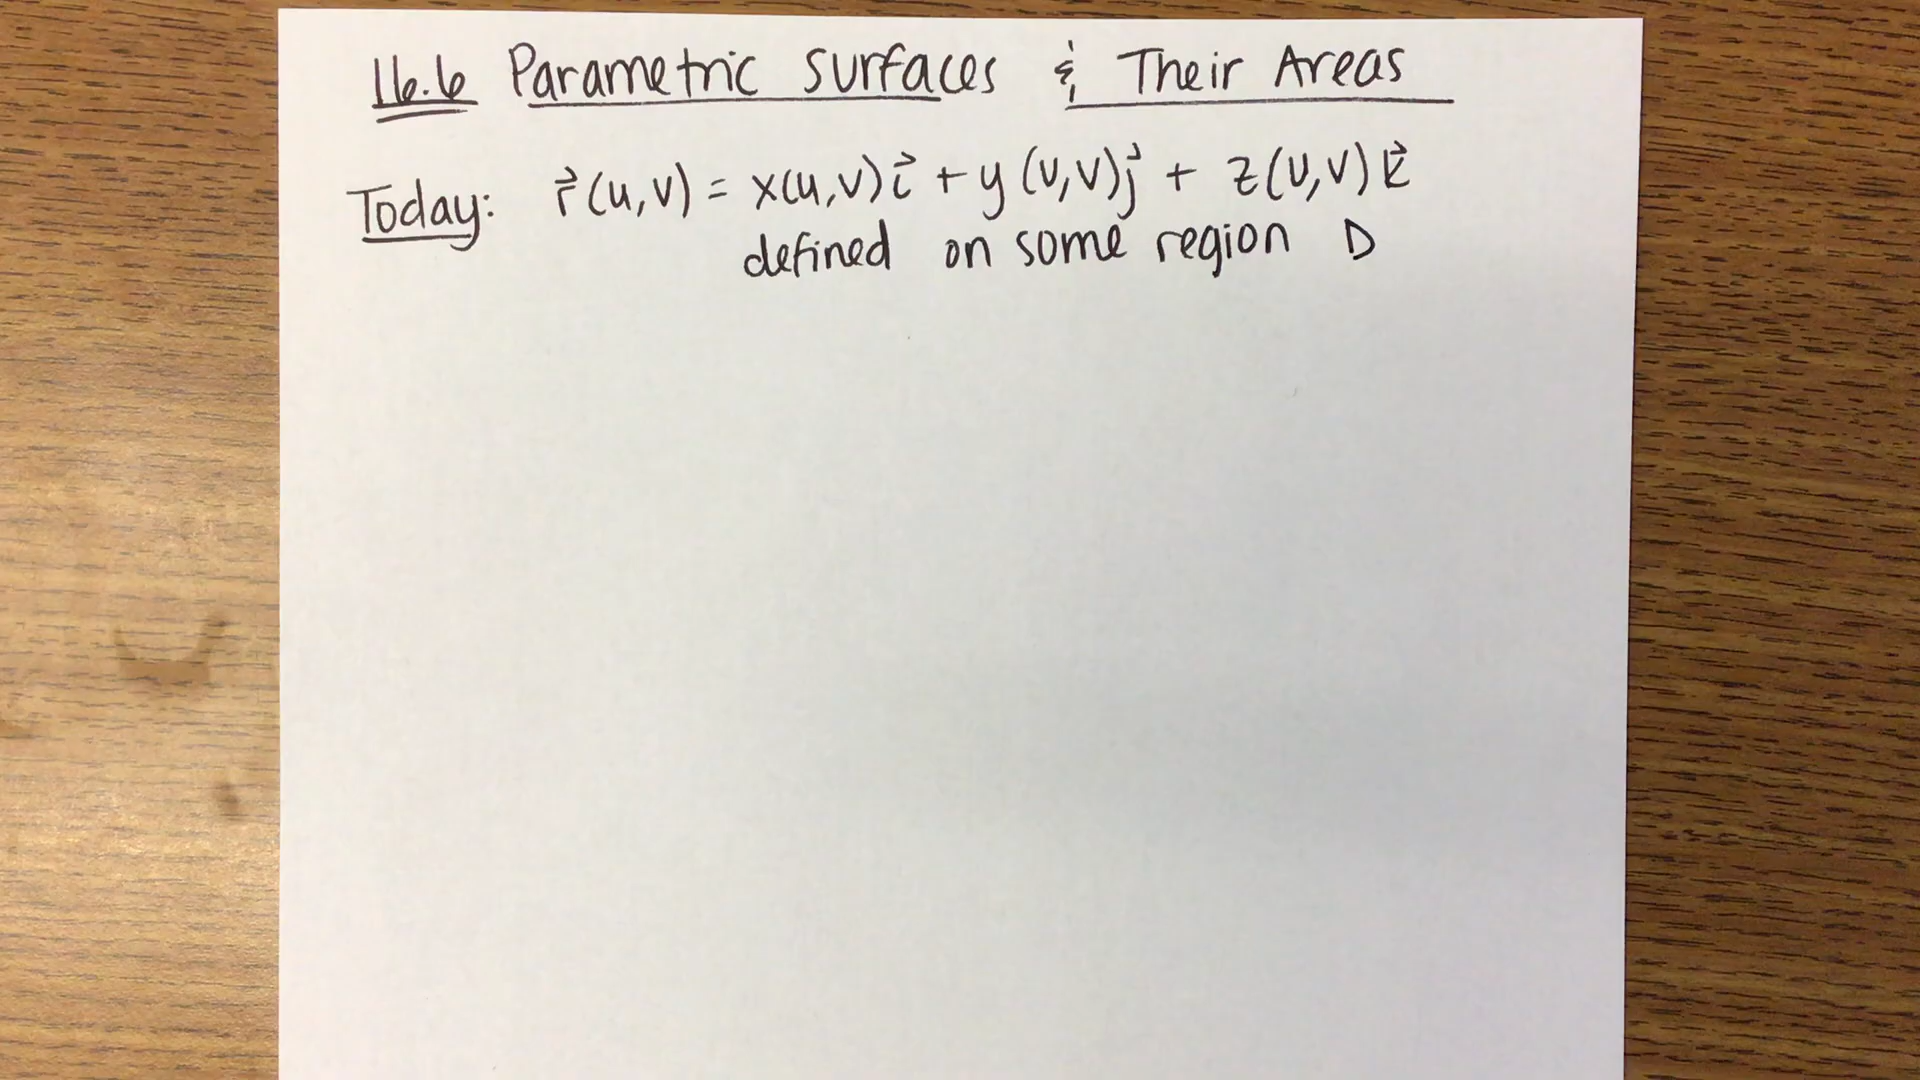 16.6 Parametric Surfaces & Their Areas
Today: r⃗(u,v) = x(u,v)i⃗ + y(u,v)j⃗ + z(u,v)k⃗
defined on some region D